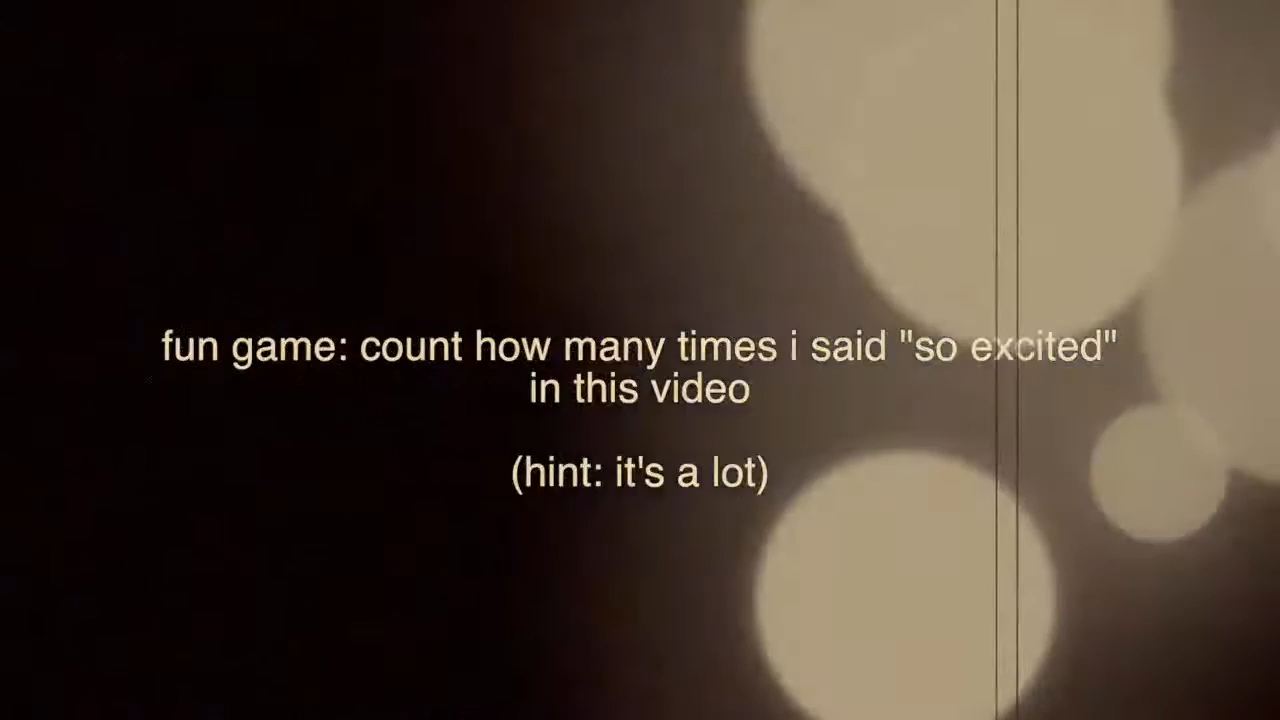 fun game: count how many times i said "so excited"
in this video
(hint: it's a lot)